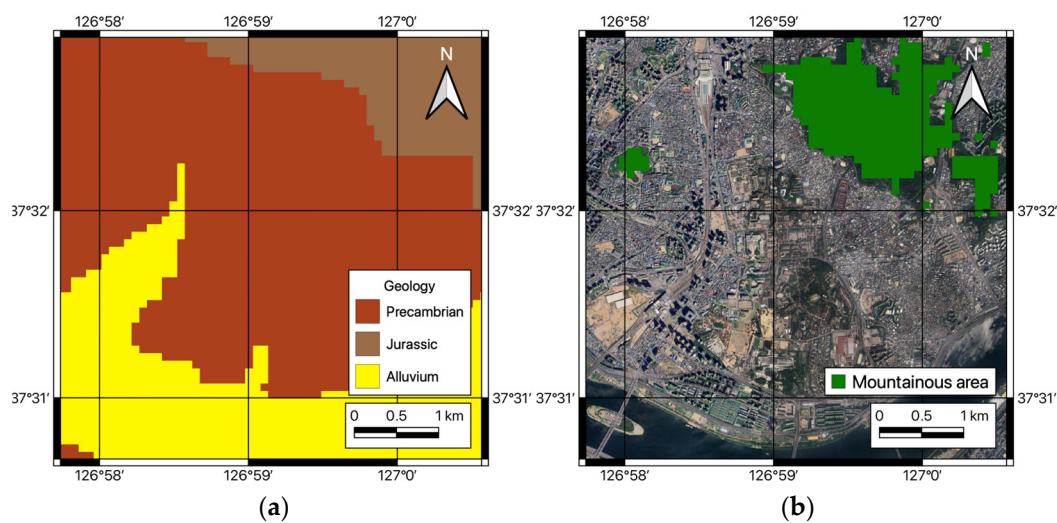 126°58′ 126°59′ 127°0′
126°58′ 126°59′ 127°0′
N
N
37°32′
37°32′
37°32′
Geology
Precambrian
Jurassic
Alluvium
Mountainous area
37°31′
37°31′
37°31′
0 0.5 1 km
0 0.5 1 km
126°58′ 126°59′ 127°0′
126°58′ 126°59′ 127°0′
(a)
(b)